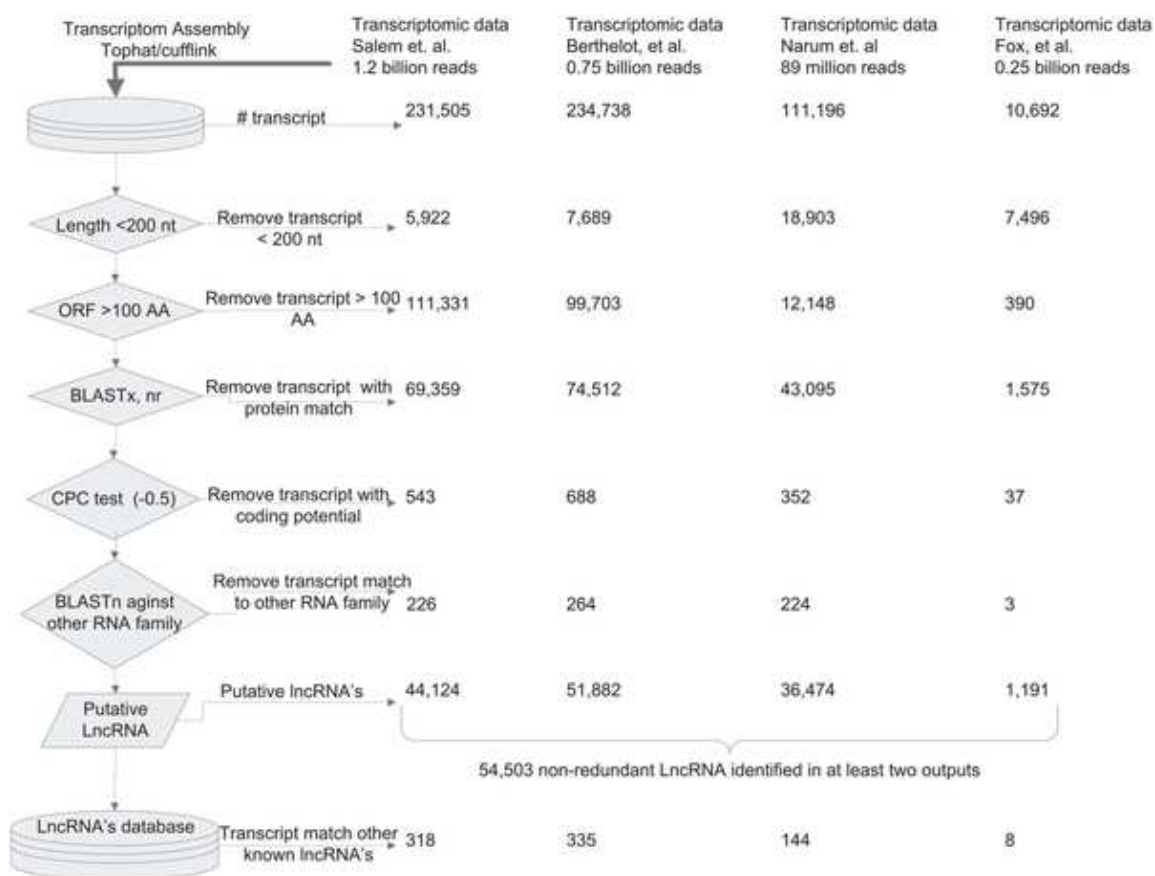 Transcriptom Assembly
Tophat/cufflink
Transcriptomic data
Salem et. al.
1.2 billion reads
Transcriptomic data
Berthelot, et al.
0.75 billion reads
Transcriptomic data
Narum et. al
89 million reads
Transcriptomic data
Fox, et al.
0.25 billion reads
# transcript
231,505
234,738
111,196
10,692
Length <200 nt
Remove transcript
< 200 nt
5,922
7,689
18,903
7,496
ORF >100 AA
Remove transcript > 100
AA
111,331
99,703
12,148
390
BLASTx, nr
Remove transcript with
protein match
69,359
74,512
43,095
1,575
CPC test (-0.5)
Remove transcript with
coding potential
543
688
352
37
BLASTn aginst
other RNA family
Remove transcript match
to other RNA family
226
264
224
3
Putative
LncRNA
Putative lncRNA's
44,124
51,882
36,474
1,191
54,503 non-redundant LncRNA identified in at least two outputs
LncRNA's database
Transcript match other
known lncRNA's
318
335
144
8